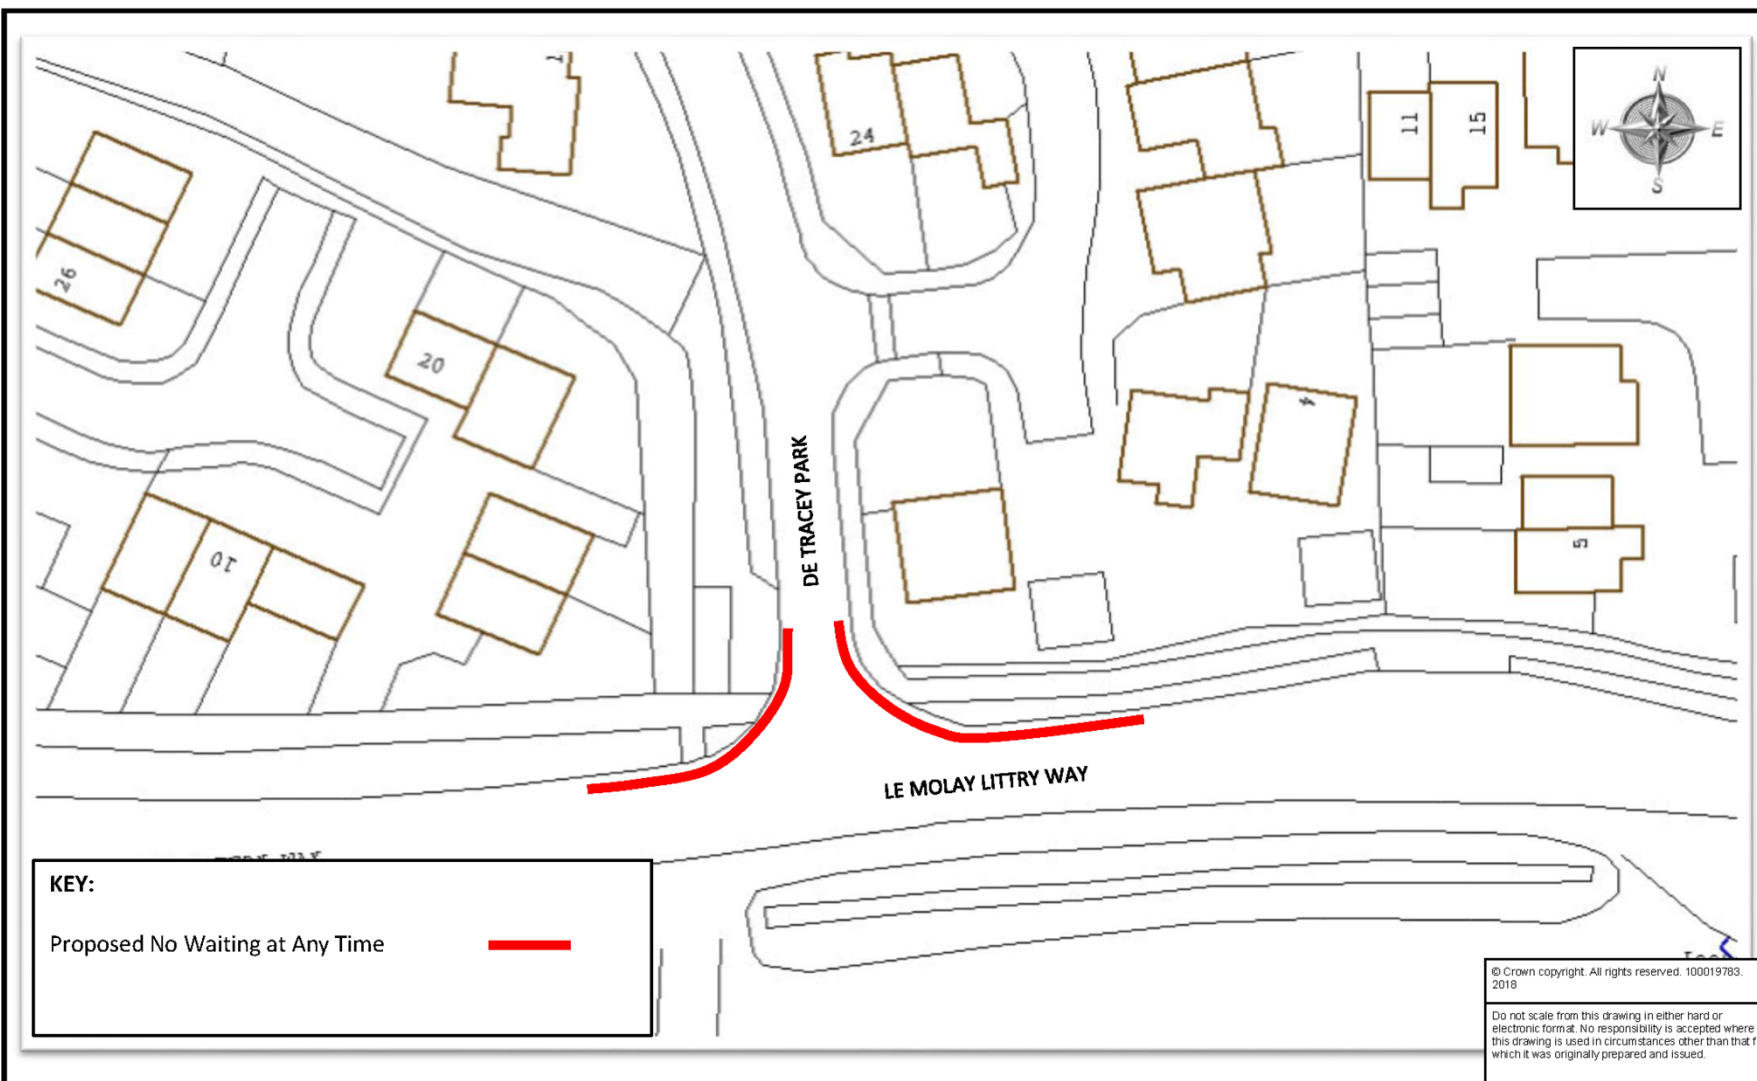 N
W E
S
24
11
15
26
20
4
10
5
DE TRACEY PARK
LE MOLAY LITTRY WAY
KEY:
Proposed No Waiting at Any Time
© Crown copyright. All rights reserved. 100019783.
2018
Do not scale from this drawing in either hard or
electronic format. No responsibility is accepted where
this drawing is used in circumstances other than that f
which it was originally prepared and issued.